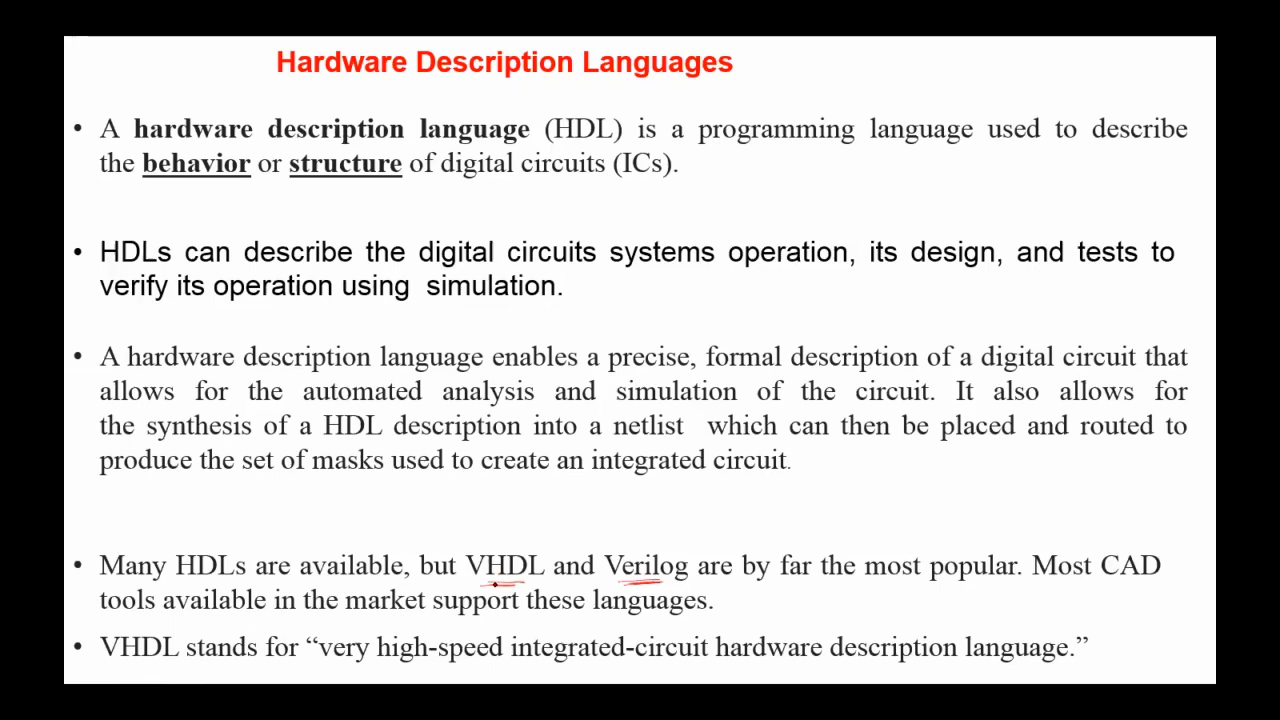 Hardware Description Languages
• A hardware description language (HDL) is a programming language used to describe
the behavior or structure of digital circuits (ICs).
• HDLs can describe the digital circuits systems operation, its design, and tests to
verify its operation using simulation.
• A hardware description language enables a precise, formal description of a digital circuit that
allows for the automated analysis and simulation of the circuit. It also allows for
the synthesis of a HDL description into a netlist which can then be placed and routed to
produce the set of masks used to create an integrated circuit.
• Many HDLs are available, but VHDL and Verilog are by far the most popular. Most CAD
tools available in the market support these languages.
• VHDL stands for “very high-speed integrated-circuit hardware description language.”